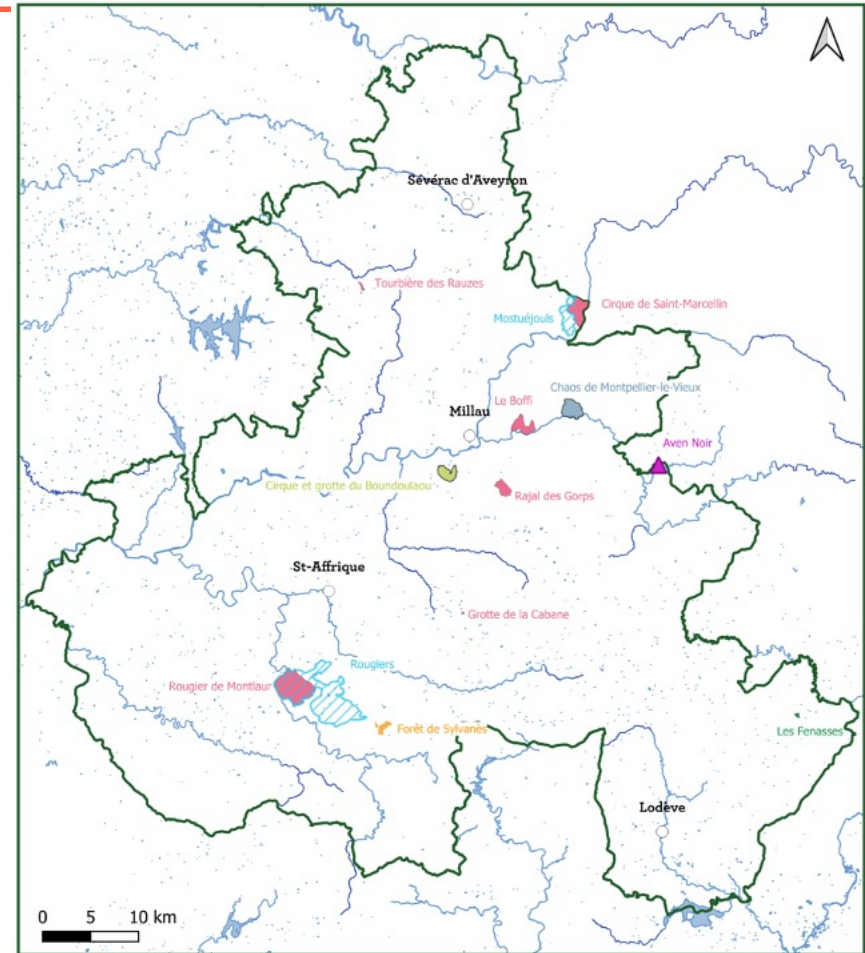 Sévérac d'Aveyron
Tourbière des Rauzes
Cirque de Saint-Marcellin
Mostuéjouls
Chaos de Montpellier-le-Vieux
Le Boffi
Millau
Aven Noir
Cirque et grotte du Boundoulaou
Rajal des Gorps
St-Affrique
Grotte de la Cabane
Rougiers
Rougier de Montlaur
Forêt de Sylvanès
Les Fenasses
Lodève
0 5 10 km